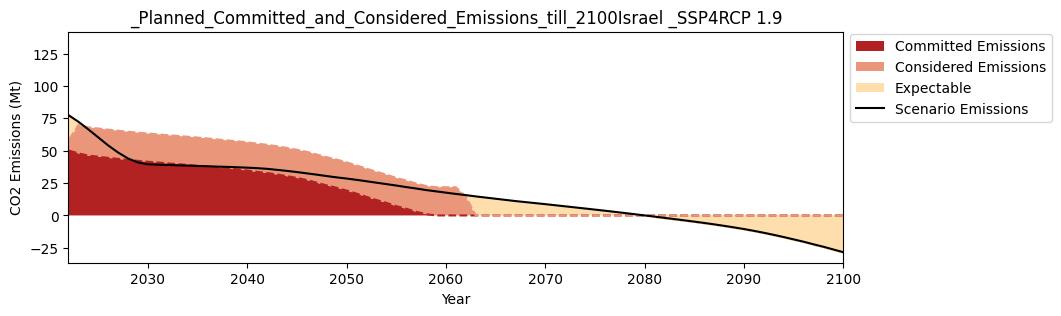 _Planned_Committed_and_Considered_Emissions_till_2100Israel _SSP4RCP 1.9
CO2 Emissions (Mt)
125
100
75
50
25
0
−25
2030
2040
2050
2060
2070
2080
2090
2100
Year
Committed Emissions
Considered Emissions
Expectable
Scenario Emissions